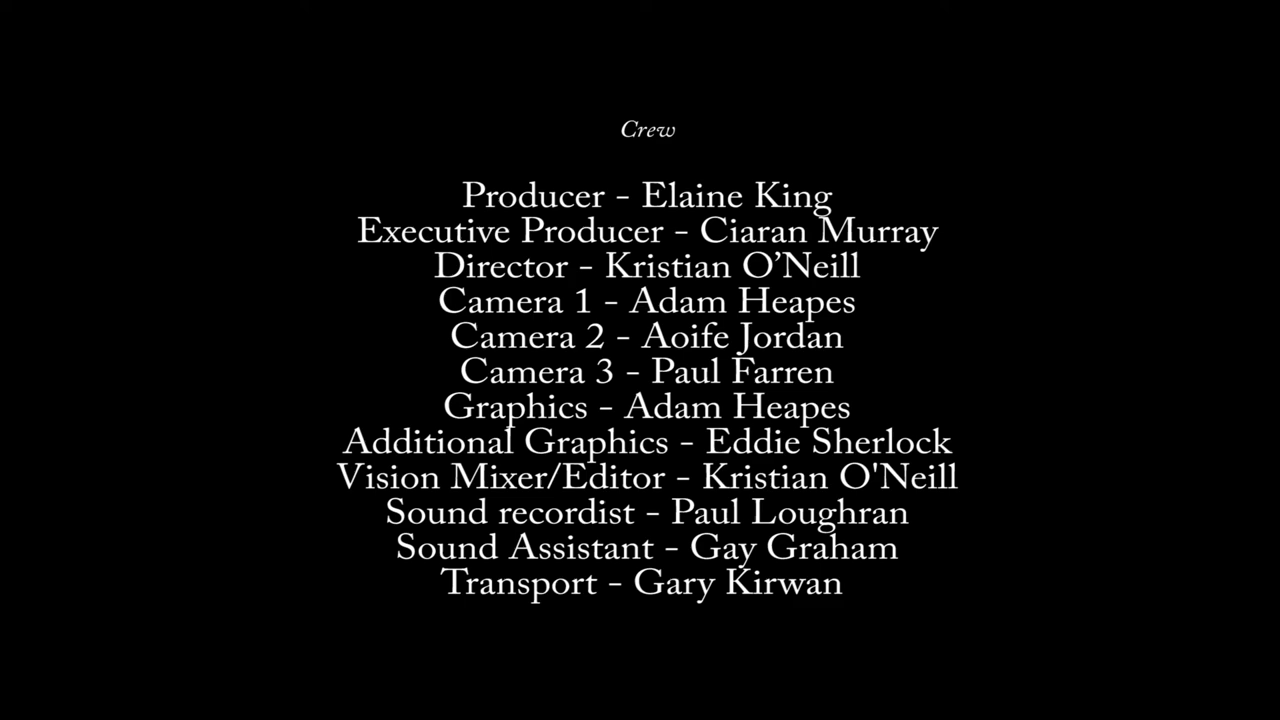 Crew
Producer - Elaine King
Executive Producer - Ciaran Murray
Director - Kristian O’Neill
Camera 1 - Adam Heapes
Camera 2 - Aoife Jordan
Camera 3 - Paul Farren
Graphics - Adam Heapes
Additional Graphics - Eddie Sherlock
Vision Mixer/Editor - Kristian O'Neill
Sound recordist - Paul Loughran
Sound Assistant - Gay Graham
Transport - Gary Kirwan